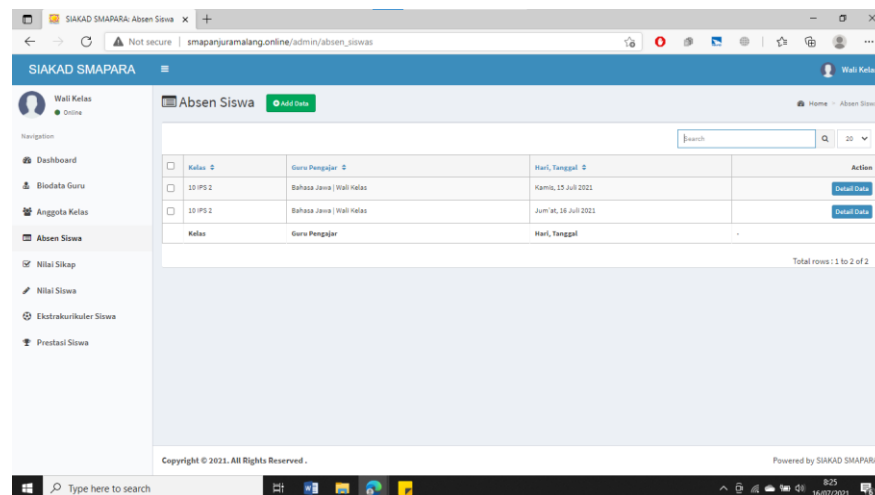 SIAKAD SMAPARA: Absen Siswa
Not secure | smapanjuramalang.online/admin/absen_siswas
SIAKAD SMAPARA
Wali Kela
Wali Kelas
Online
Absen Siswa
Add Data
Home > Absen Sisw
Navigation
Search
20
Dashboard
Biodata Guru
Anggota Kelas
Absen Siswa
Nilai Sikap
Nilai Siswa
Ekstrakurikuler Siswa
Prestasi Siswa
Kelas Guru Pengajar Hari, Tanggal Action
10 IPS 2 Bahasa Jawa | Wali Kelas Kamis, 15 Juli 2021 Detail Data
10 IPS 2 Bahasa Jawa | Wali Kelas Jum'at, 16 Juli 2021 Detail Data
Kelas Guru Pengajar Hari, Tanggal -
Total rows : 1 to 2 of 2
Copyright © 2021. All Rights Reserved .
Powered by SIAKAD SMAPARA
Type here to search
8:25
16/07/2021